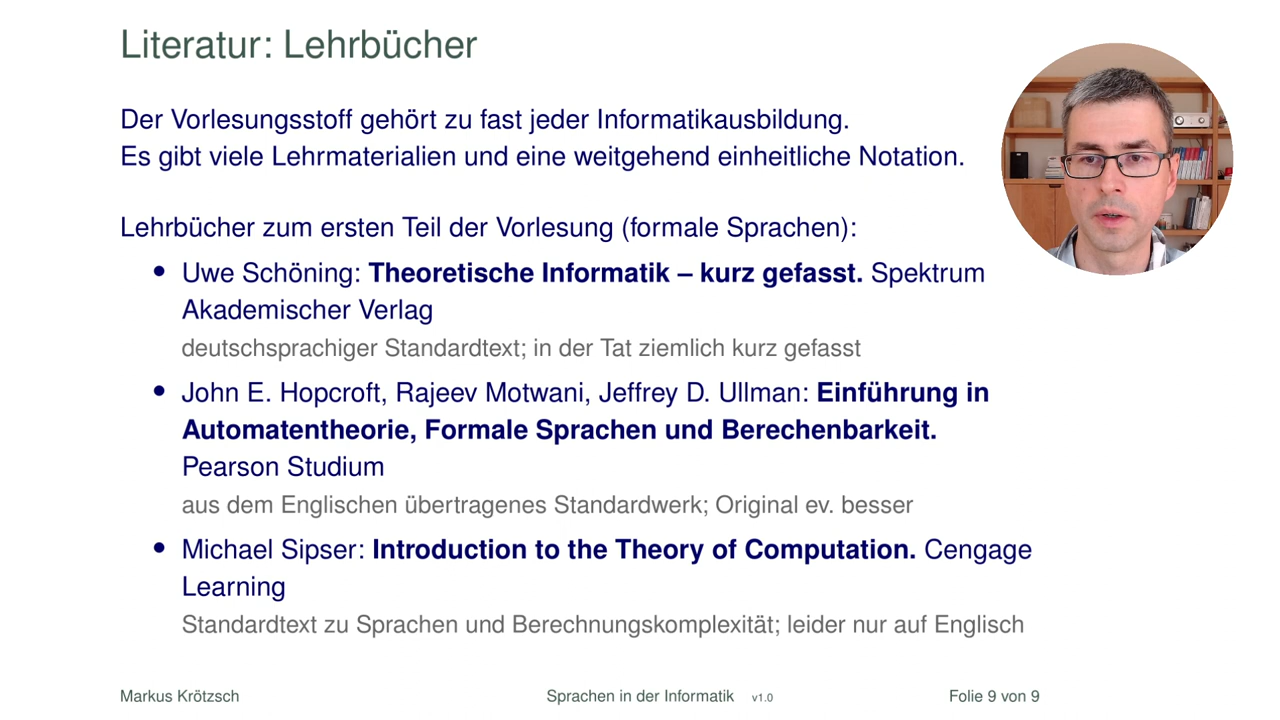 Literatur: Lehrbücher
Der Vorlesungsstoff gehört zu fast jeder Informatikausbildung.
Es gibt viele Lehrmaterialien und eine weitgehend einheitliche Notation.
Lehrbücher zum ersten Teil der Vorlesung (formale Sprachen):
• Uwe Schöning: Theoretische Informatik – kurz gefasst. Spektrum
Akademischer Verlag
deutschsprachiger Standardtext; in der Tat ziemlich kurz gefasst
• John E. Hopcroft, Rajeev Motwani, Jeffrey D. Ullman: Einführung in
Automatentheorie, Formale Sprachen und Berechenbarkeit.
Pearson Studium
aus dem Englischen übertragenes Standardwerk; Original ev. besser
• Michael Sipser: Introduction to the Theory of Computation. Cengage
Learning
Standardtext zu Sprachen und Berechnungskomplexität; leider nur auf Englisch
Markus Krötzsch Sprachen in der Informatik v1.0 Folie 9 von 9